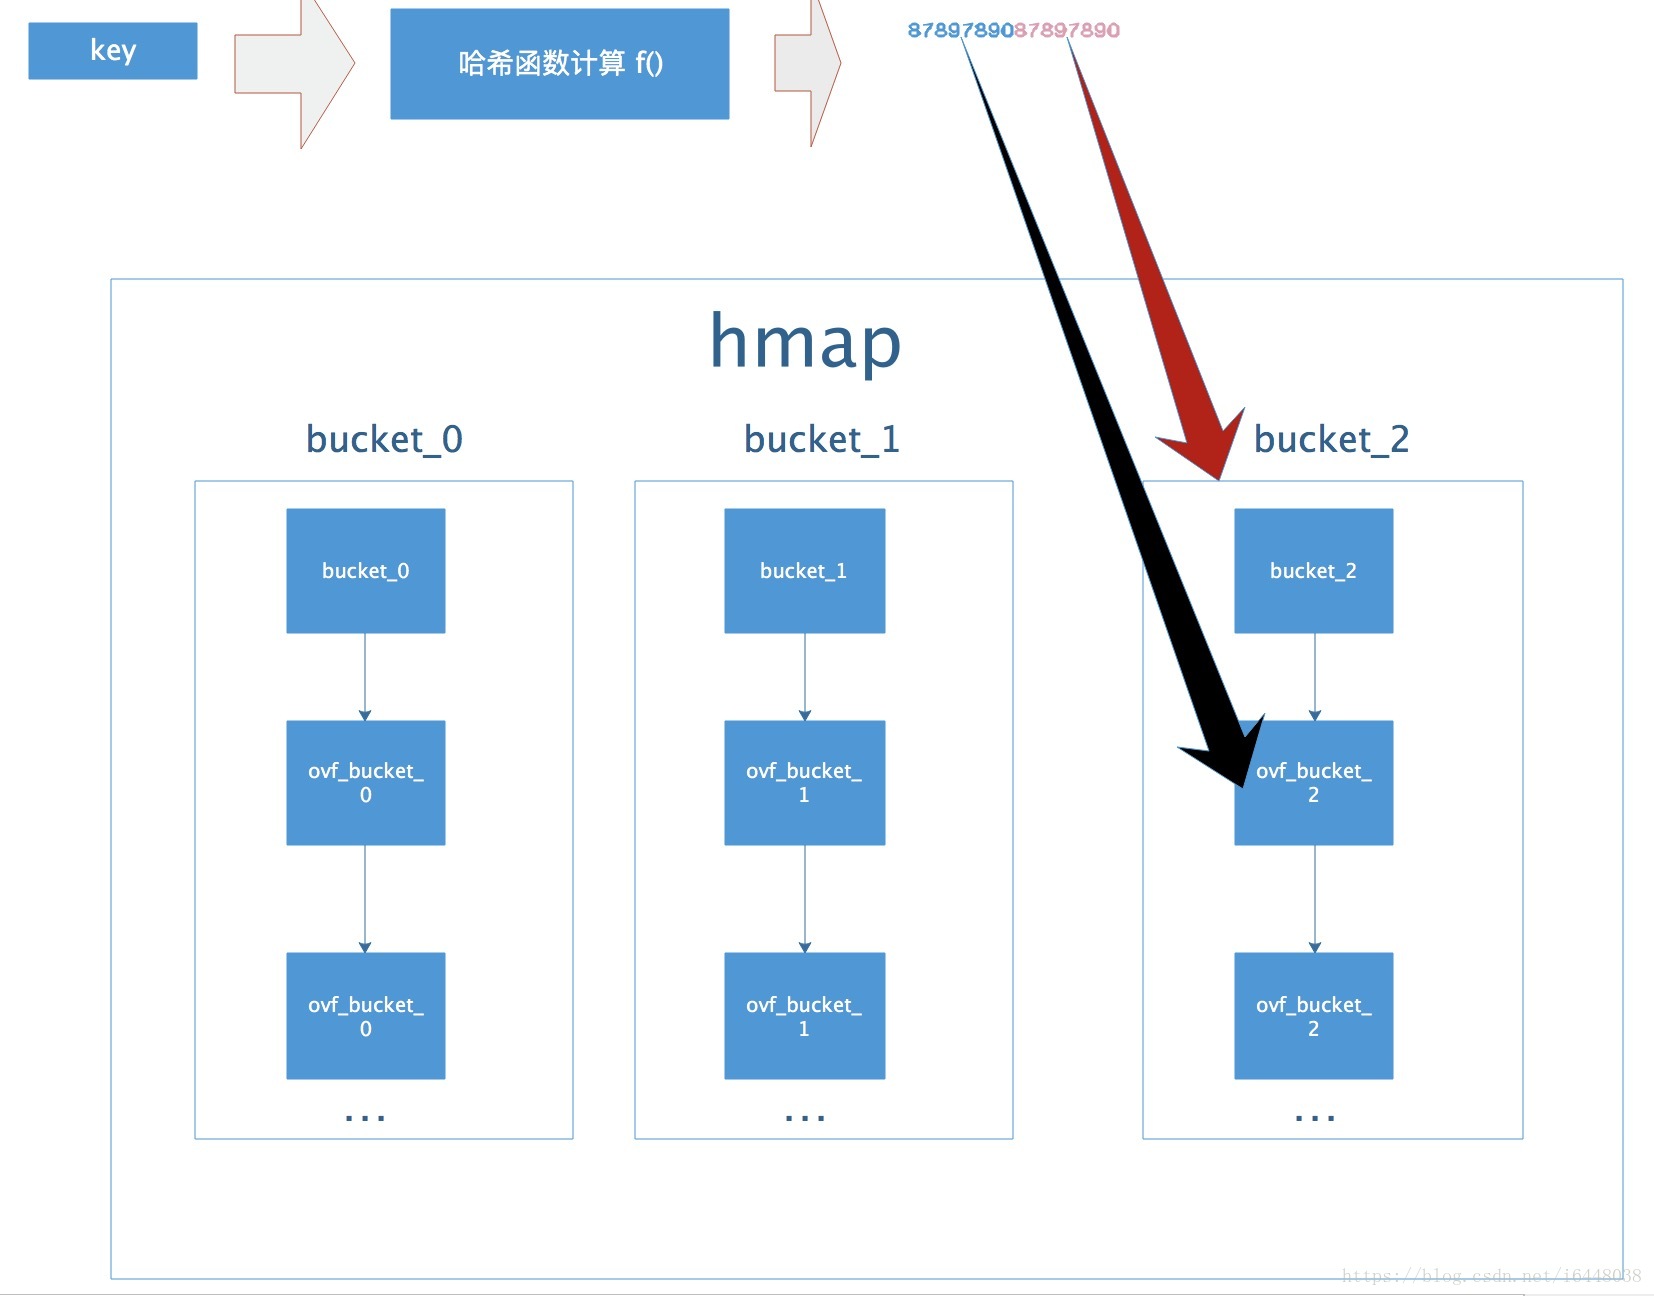 key
哈希函数计算 f()
8789789087897890
hmap
bucket_0
bucket_1
bucket_2
bucket_0
bucket_1
bucket_2
ovf_bucket_
0
ovf_bucket_
1
ovf_bucket_
2
ovf_bucket_
0
ovf_bucket_
1
ovf_bucket_
2
...
...
...
https://blog.csdn.net/i6448038